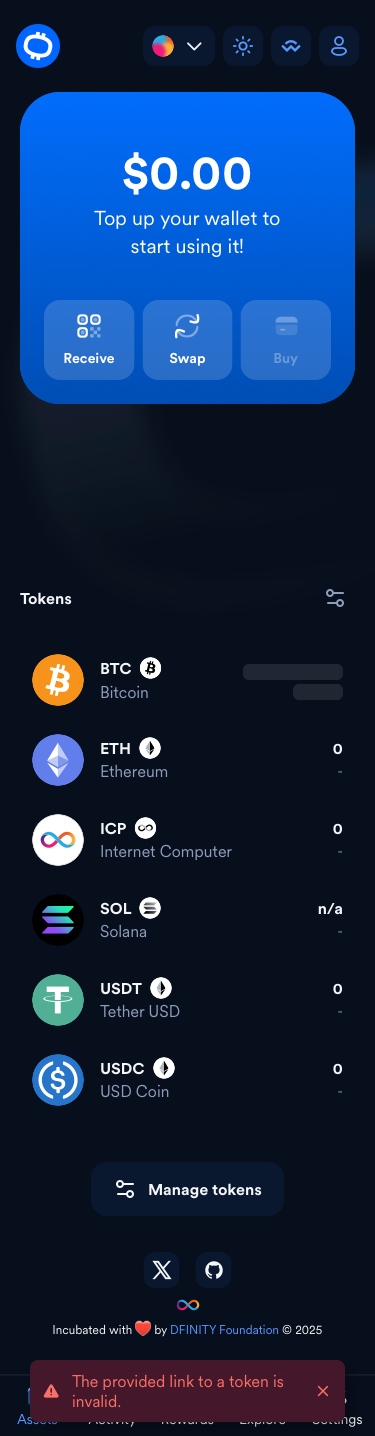 $0.00
Top up your wallet to
start using it!
Receive Swap Buy
Tokens
BTC
Bitcoin
ETH 0
Ethereum -
ICP 0
Internet Computer -
SOL n/a
Solana -
USDT 0
Tether USD -
USDC 0
USD Coin -
Manage tokens
Incubated with ❤️ by DFINITY Foundation © 2025
The provided link to a token is
invalid.
Assets Activity Rewards Explore Settings